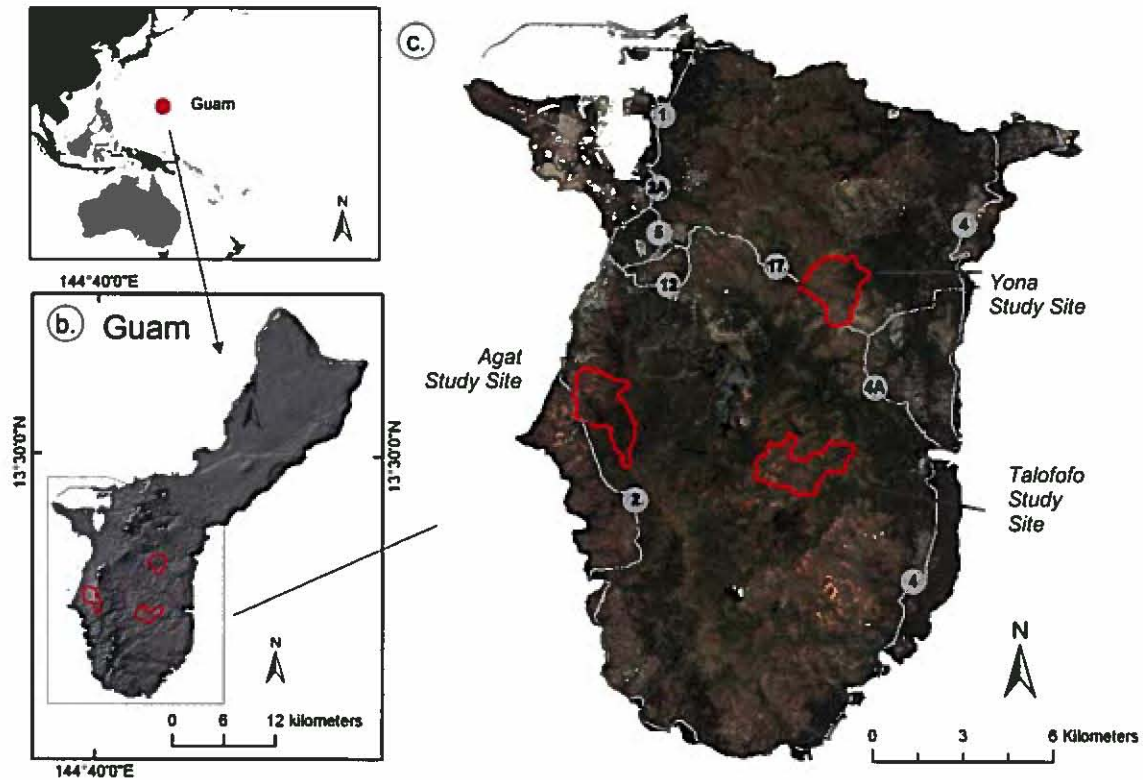 Guam
N
144°40'0"E
b. Guam
13°30'0"N
13°30'0"N
N
0 6 12 kilometers
144°40'0"E
c.
1
2A
5
12
17
4
Yona
Study Site
Agat
Study Site
4A
2
Talofofo
Study
Site
4
N
0 3 6 Kilometers